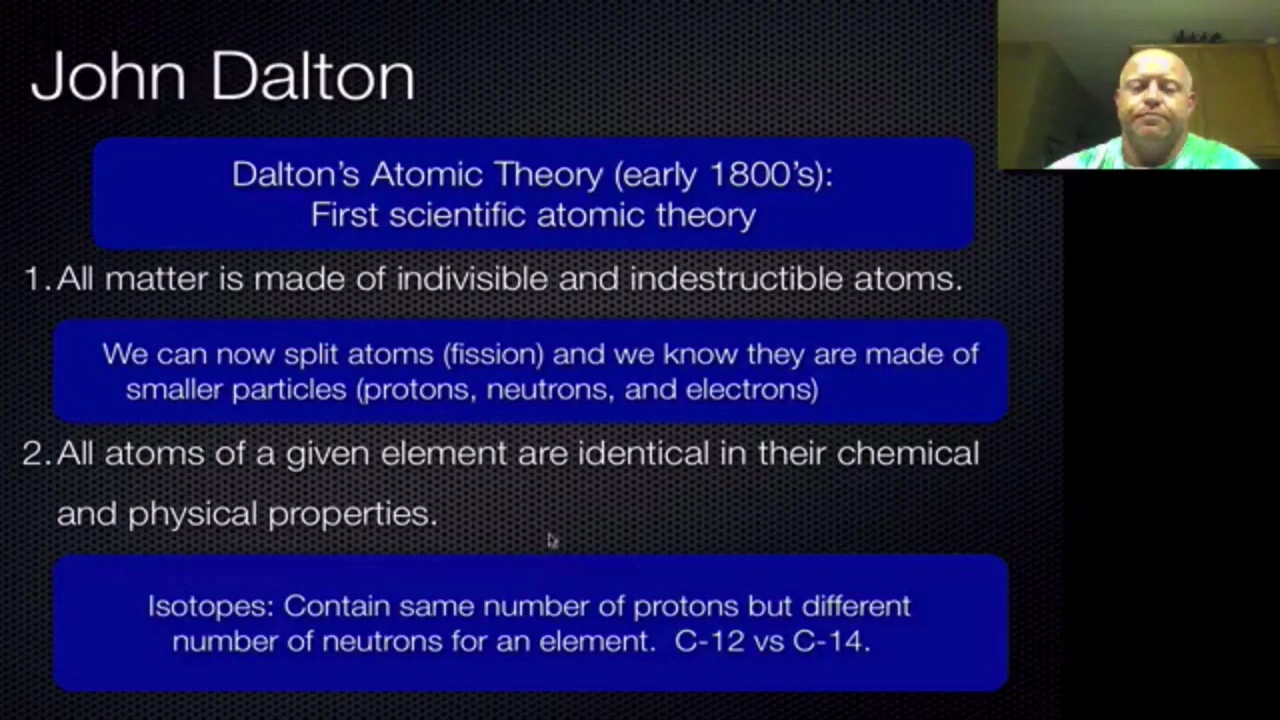 John Dalton
Dalton's Atomic Theory (early 1800's):
First scientific atomic theory
1. All matter is made of indivisible and indestructible atoms.
We can now split atoms (fission) and we know they are made of
smaller particles (protons, neutrons, and electrons)
2. All atoms of a given element are identical in their chemical
and physical properties.
Isotopes: Contain same number of protons but different
number of neutrons for an element. C-12 vs C-14.